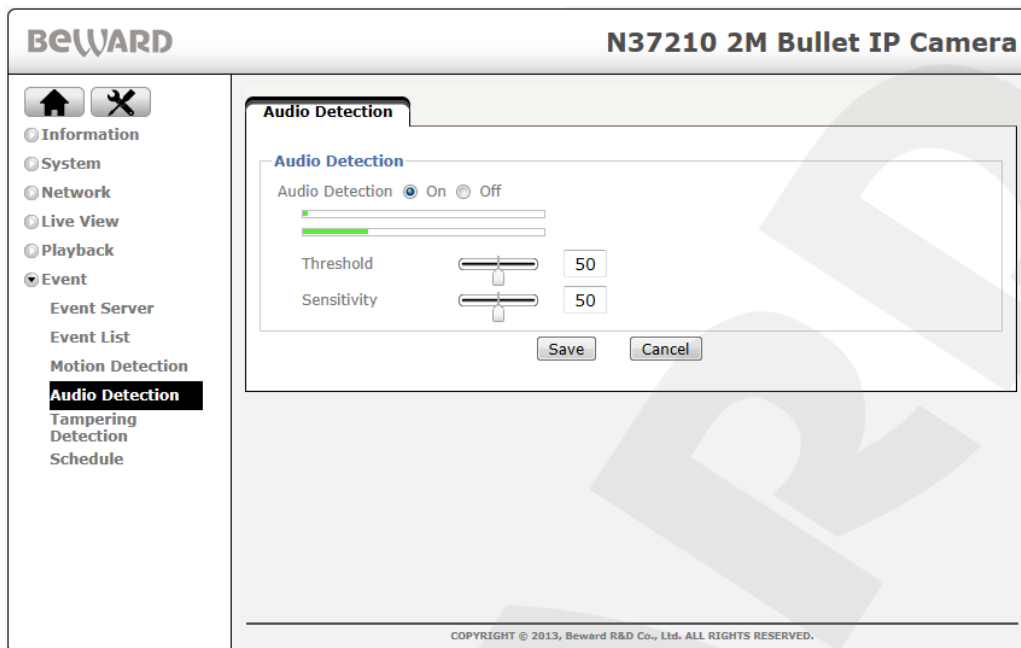 BEWARD
N37210 2M Bullet IP Camera
Information
System
Network
Live View
Playback
Event
Event Server
Event List
Motion Detection
Audio Detection
Tampering
Detection
Schedule
Audio Detection
Audio Detection
Audio Detection On Off
Threshold 50
Sensitivity 50
Save Cancel
COPYRIGHT © 2013, Beward R&D Co., Ltd. ALL RIGHTS RESERVED.